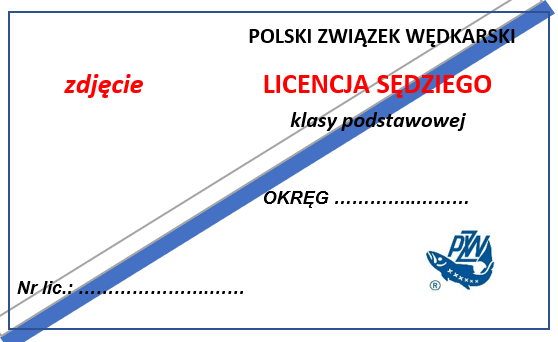 POLSKI ZWIĄZEK WĘDKARSKI
zdjęcie
LICENCJA SĘDZIEGO
klasy podstawowej
OKRĘG ……………..………
PZW
®
Nr lic.: …………………..……